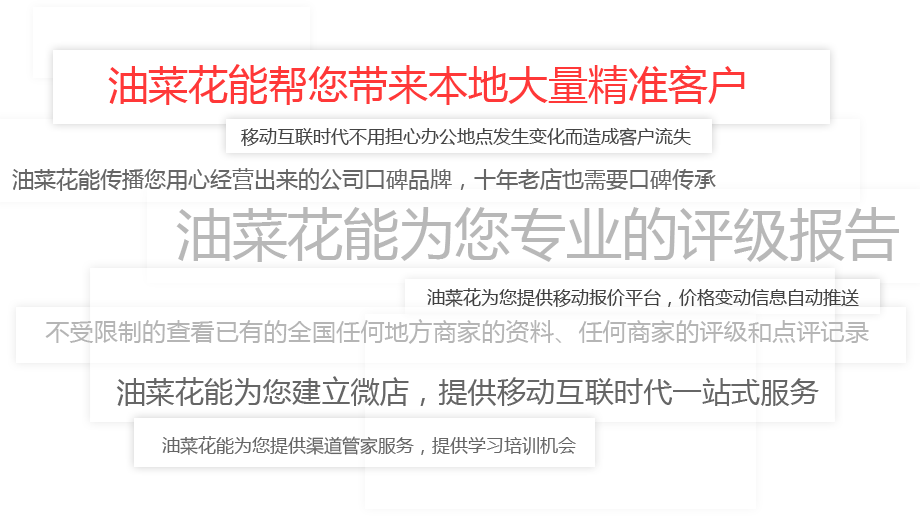 油菜花能帮您带来本地大量精准客户
移动互联时代不用担心办公地点发生变化而造成客户流失
油菜花能传播您用心经营出来的公司口碑品牌，十年老店也需要口碑传承
油菜花能为您专业的评级报告
油菜花为您提供移动报价平台，价格变动信息自动推送
不受限制的查看已有的全国任何地方商家的资料、任何商家的评级和点评记录
油菜花能为您建立微店，提供移动互联时代一站式服务
油菜花能为您提供渠道管家服务，提供学习培训机会